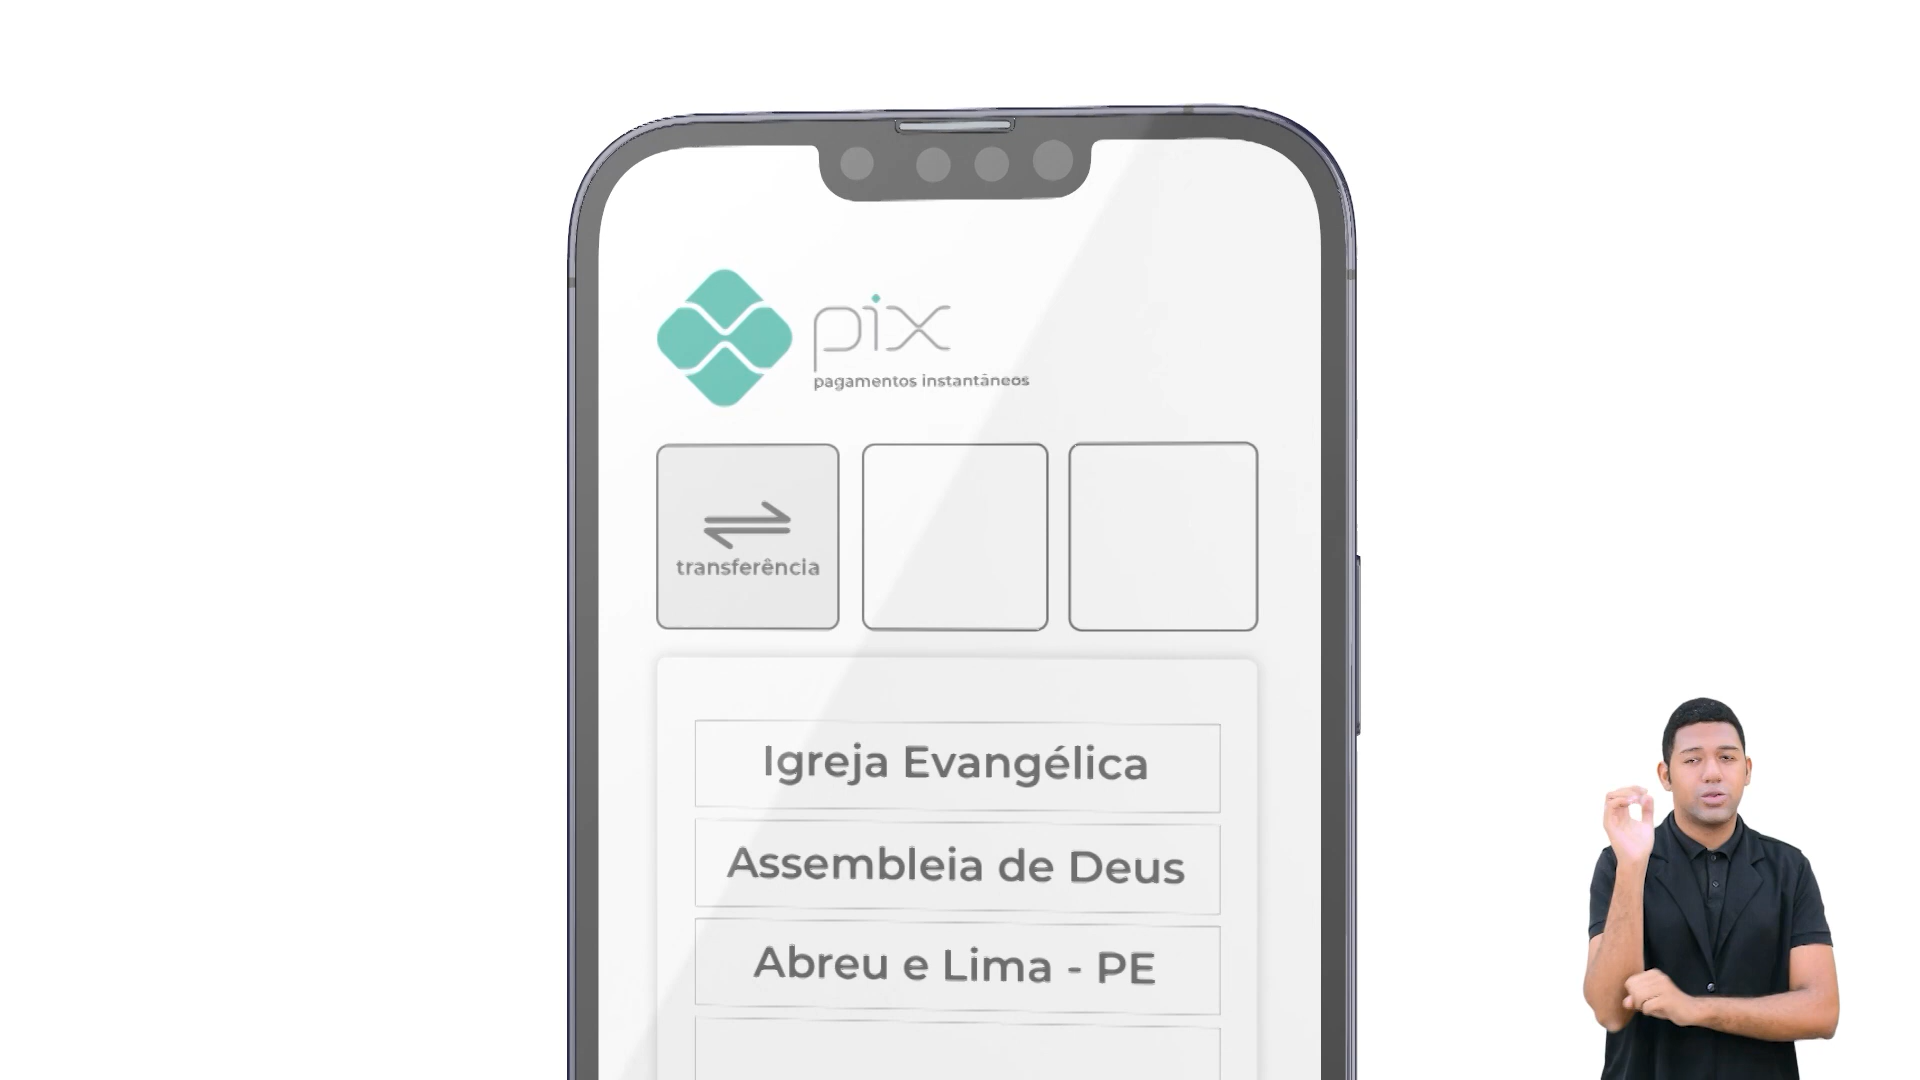 pix
pagamentos instantâneos
transferência
Igreja Evangélica
Assembleia de Deus
Abreu e Lima - PE